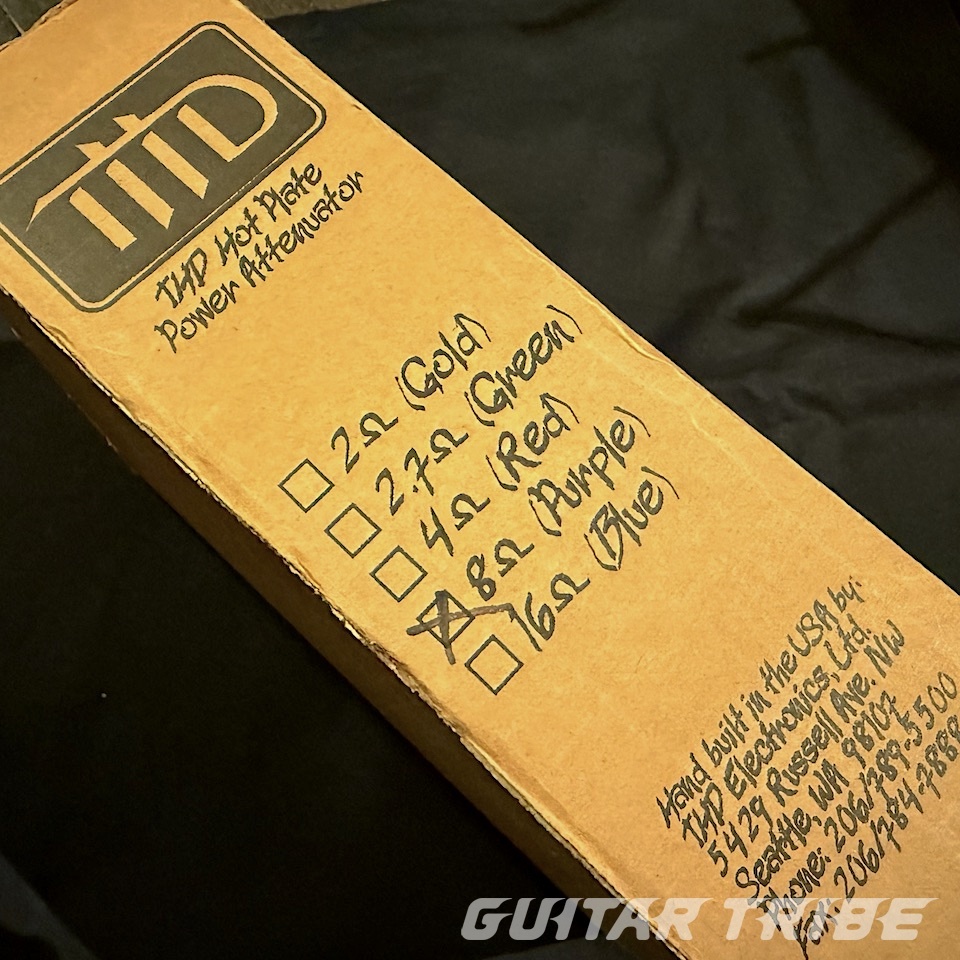 THD
THD Hot Plate
Power Attenuator
2Ω (Gold)
2.7Ω (Green)
4Ω (Red)
8Ω (Purple)
16Ω (Blue)
Hand built in the USA by:
THD Electronics, Ltd.
5429 Russell Ave. NW
Seattle, WA 98107
Phone: 206/789-5500
Fax: 206/784-7888
GUITAR TRIBE